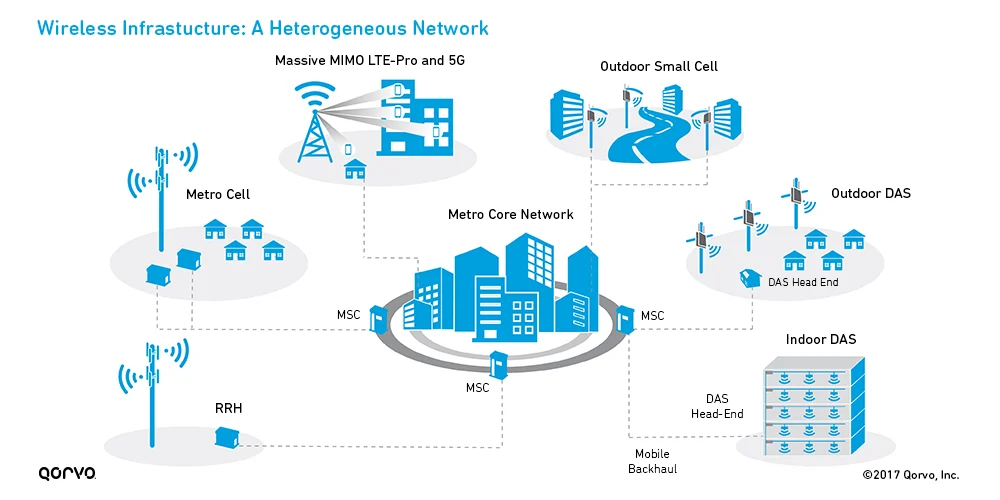 Wireless Infrastucture: A Heterogeneous Network
Massive MIMO LTE-Pro and 5G
Outdoor Small Cell
Metro Cell
Metro Core Network
Outdoor DAS
DAS Head End
MSC
MSC
MSC
Indoor DAS
RRH
DAS
Head-End
Mobile
Backhaul
QORVO
©2017 Qorvo, Inc.